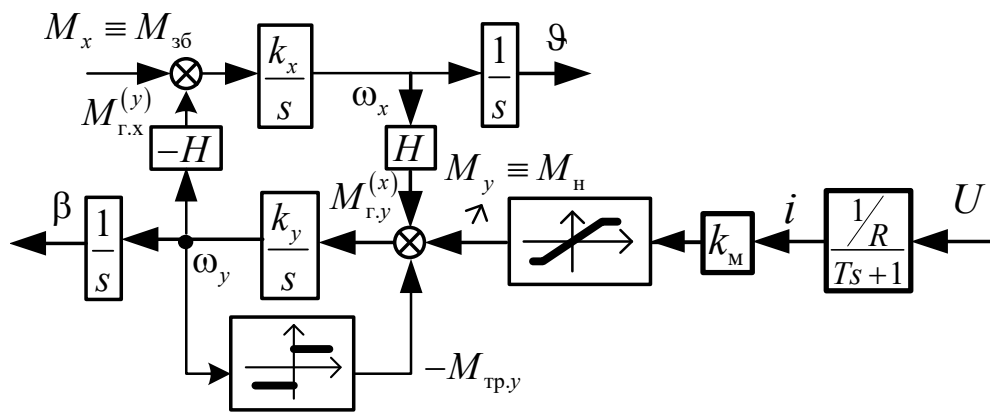 M_x ≡ M_зб
k_x/s
1/s
ϑ
ω_x
M_г.x^(y)
−H
H
M_г.y^(x)
M_y ≡ M_н
β
1/s
ω_y
k_y/s
k_м
i
1/R/(Ts+1)
U
−M_тр.y